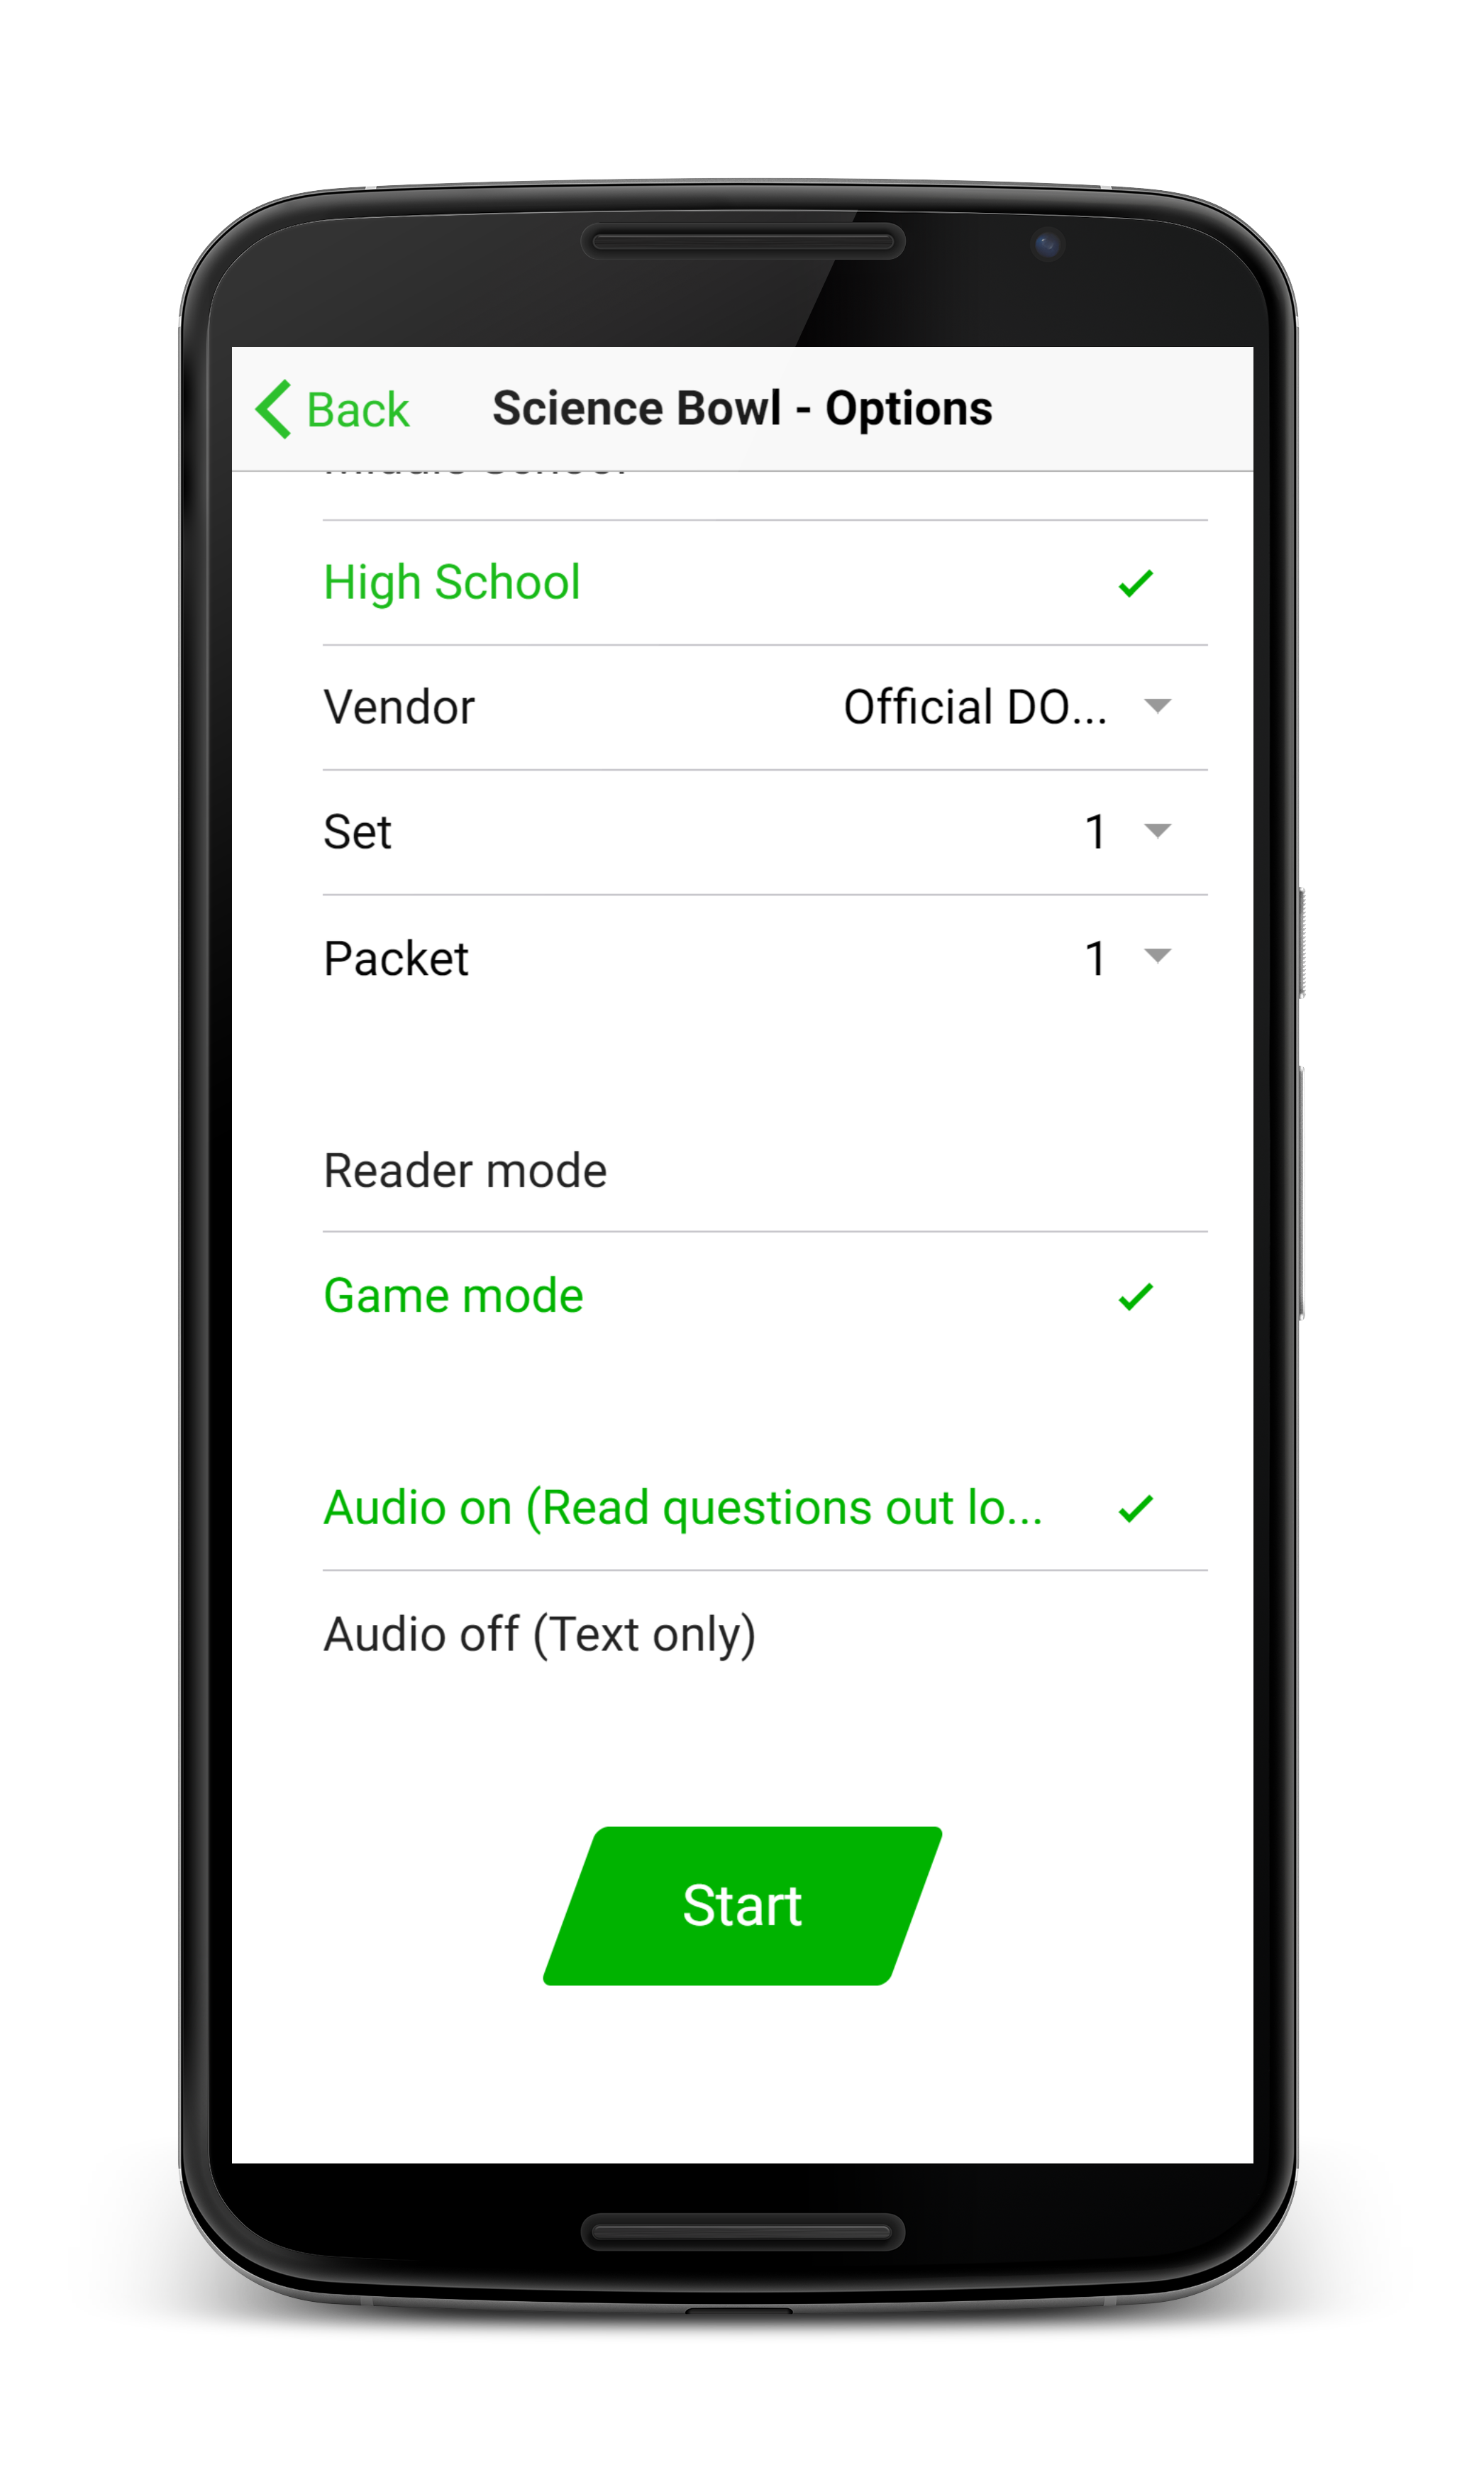 Back
Science Bowl - Options
High School
Vendor
Official DO...
Set
1
Packet
1
Reader mode
Game mode
Audio on (Read questions out lo...
Audio off (Text only)
Start